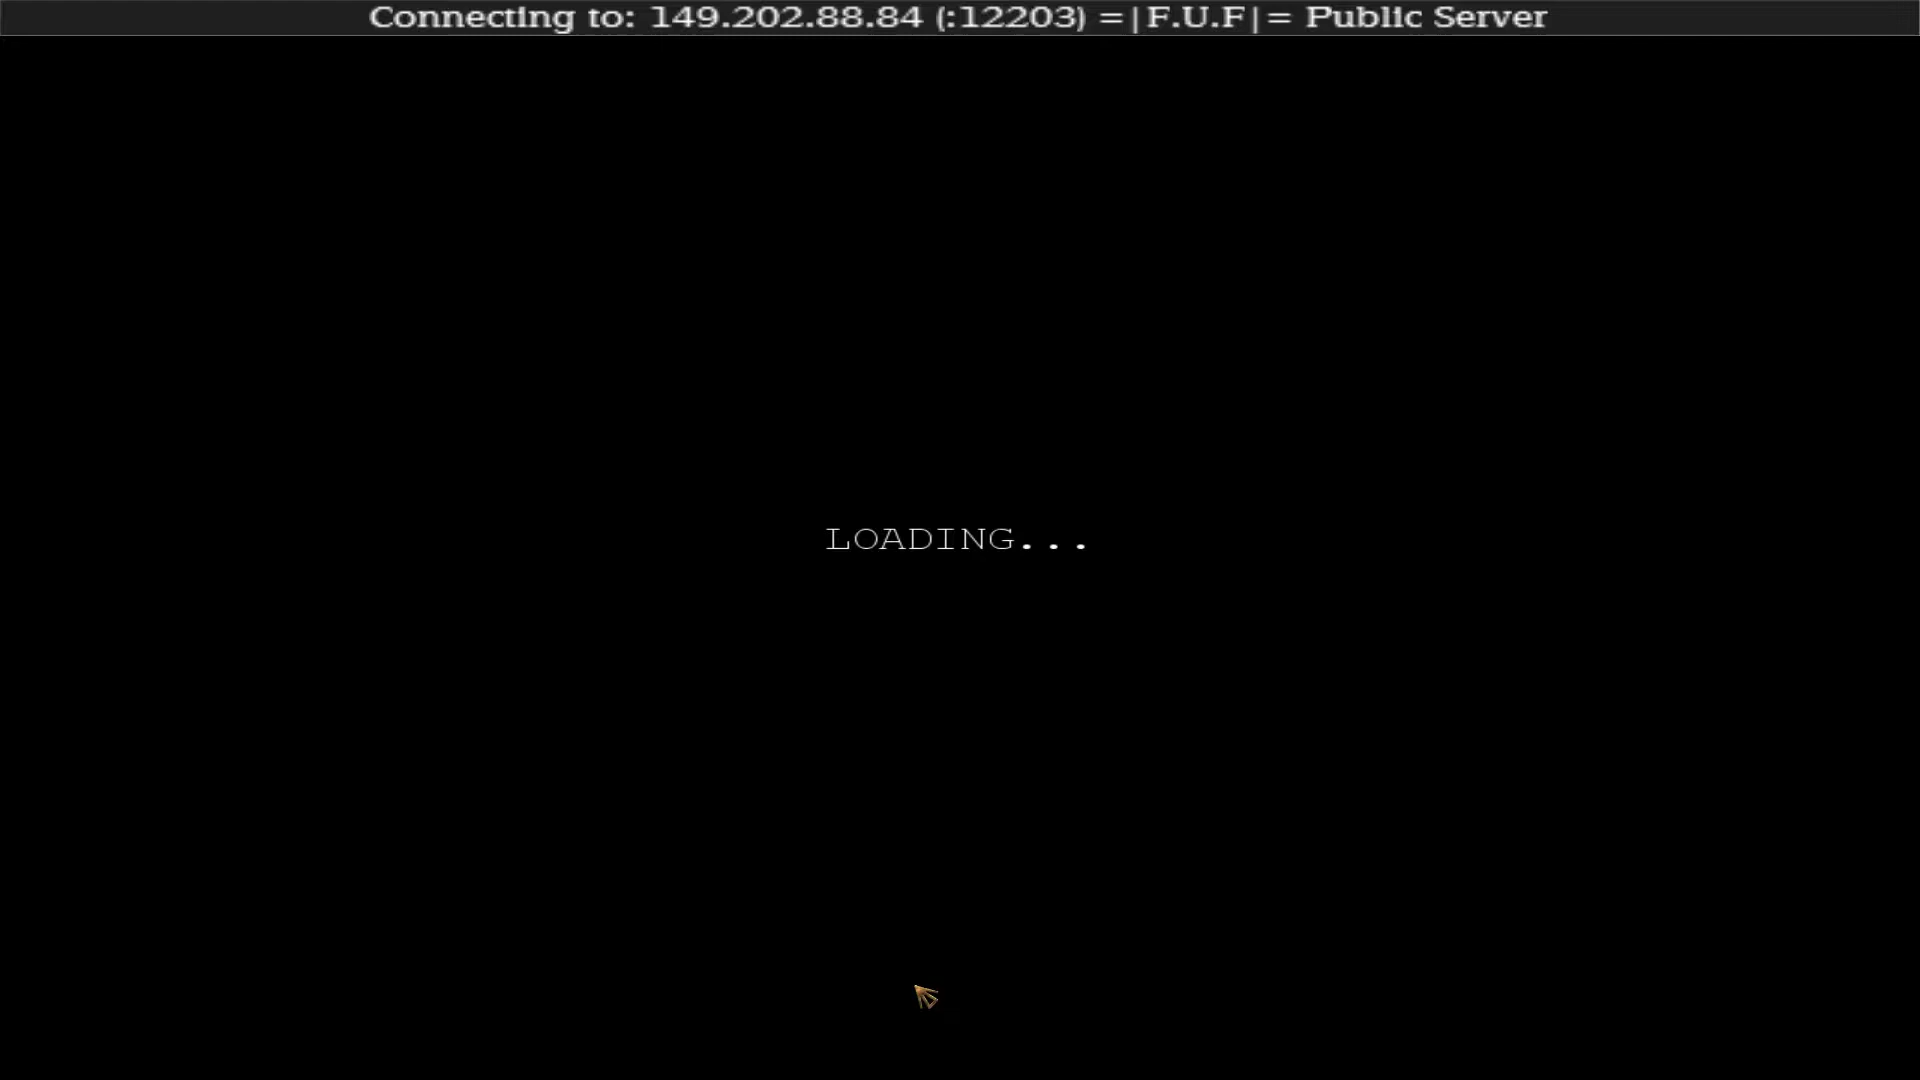 Connecting to: 149.202.88.84 (:12203) =|F.U.F|= Public Server
LOADING...